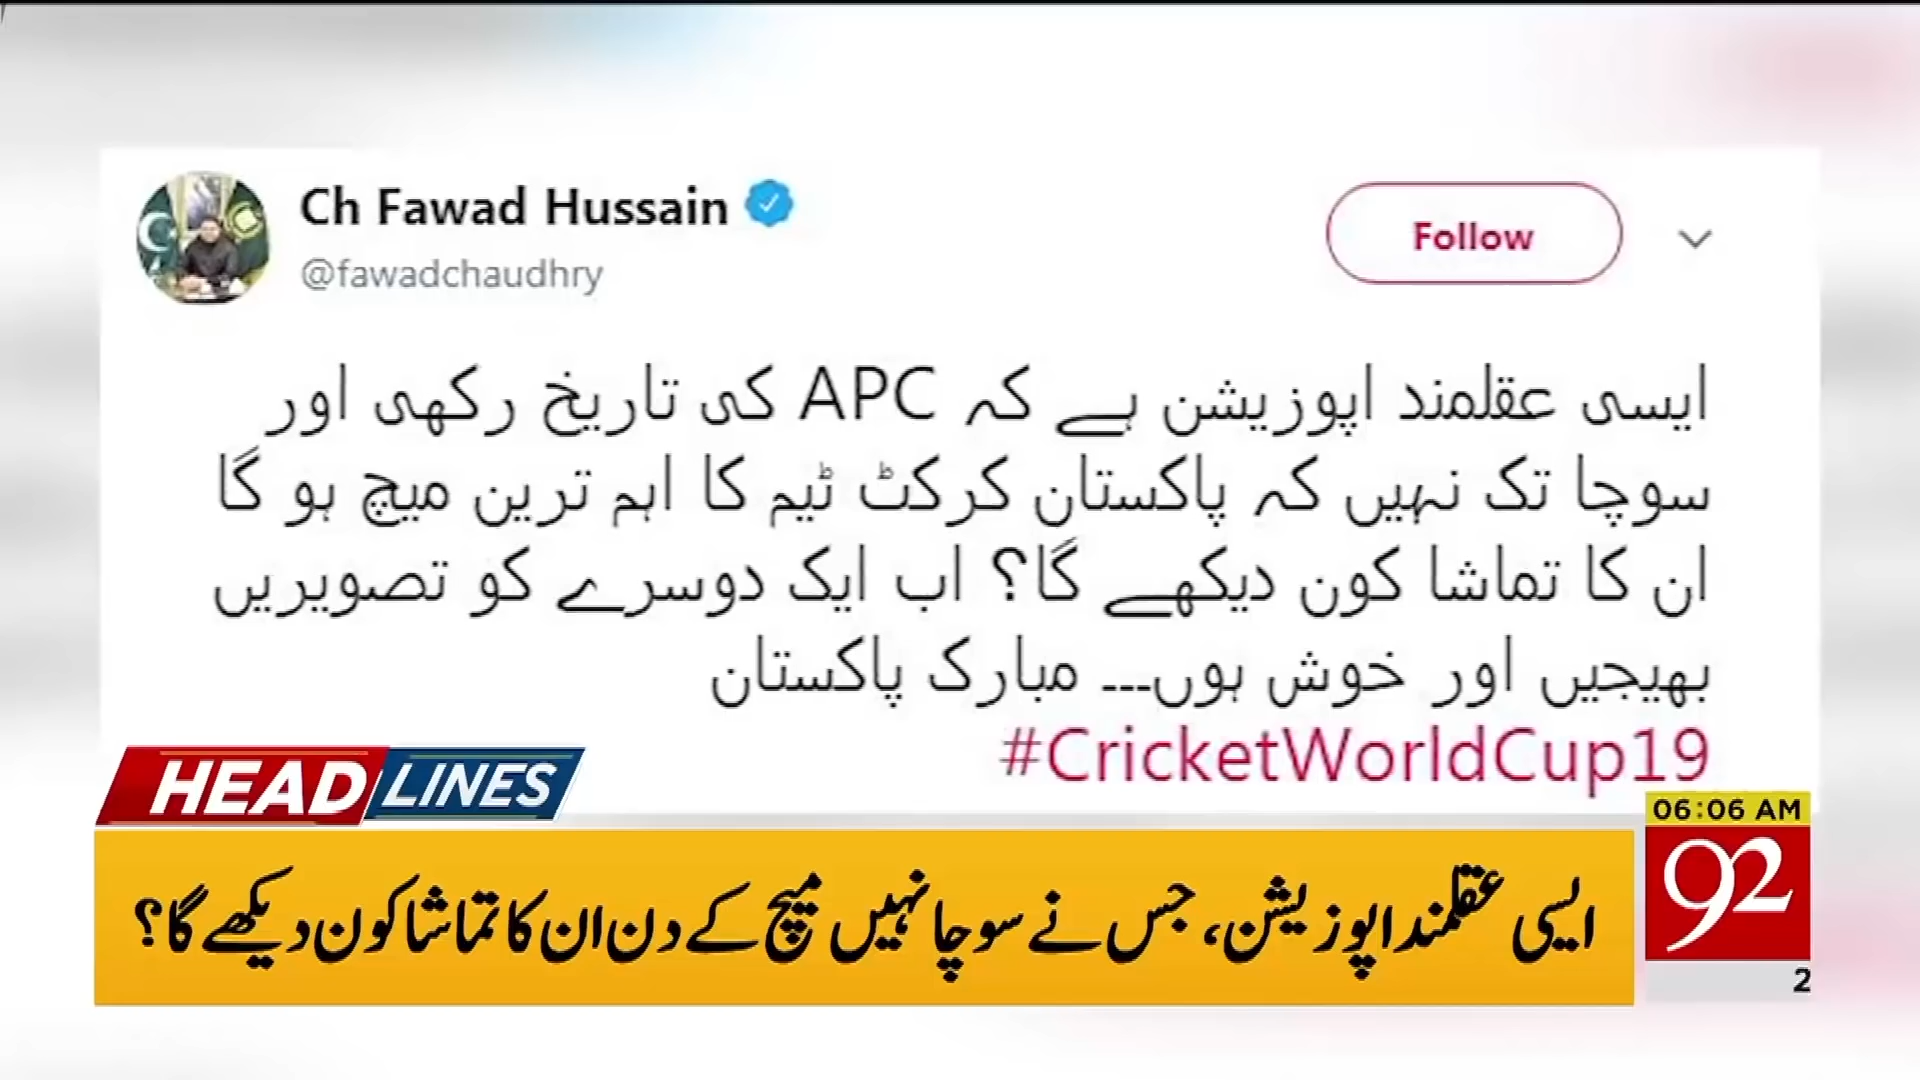 Ch Fawad Hussain
@fawadchaudhry
Follow
ایسی عقلمند اپوزیشن ہے کہ APC کی تاریخ رکھی اور
سوچا تک نہیں کہ پاکستان کرکٹ ٹیم کا اہم ترین میچ ہو گا
ان کا تماشا کون دیکھے گا؟ اب ایک دوسرے کو تصویریں
بھیجیں اور خوش ہوں۔۔۔ مبارک پاکستان
#CricketWorldCup19
HEADLINES
06:06 AM
92
ایسی عقلمند اپوزیشن، جس نے سوچا نہیں میچ کے دن ان کا تماشا کون دیکھے گا؟
2